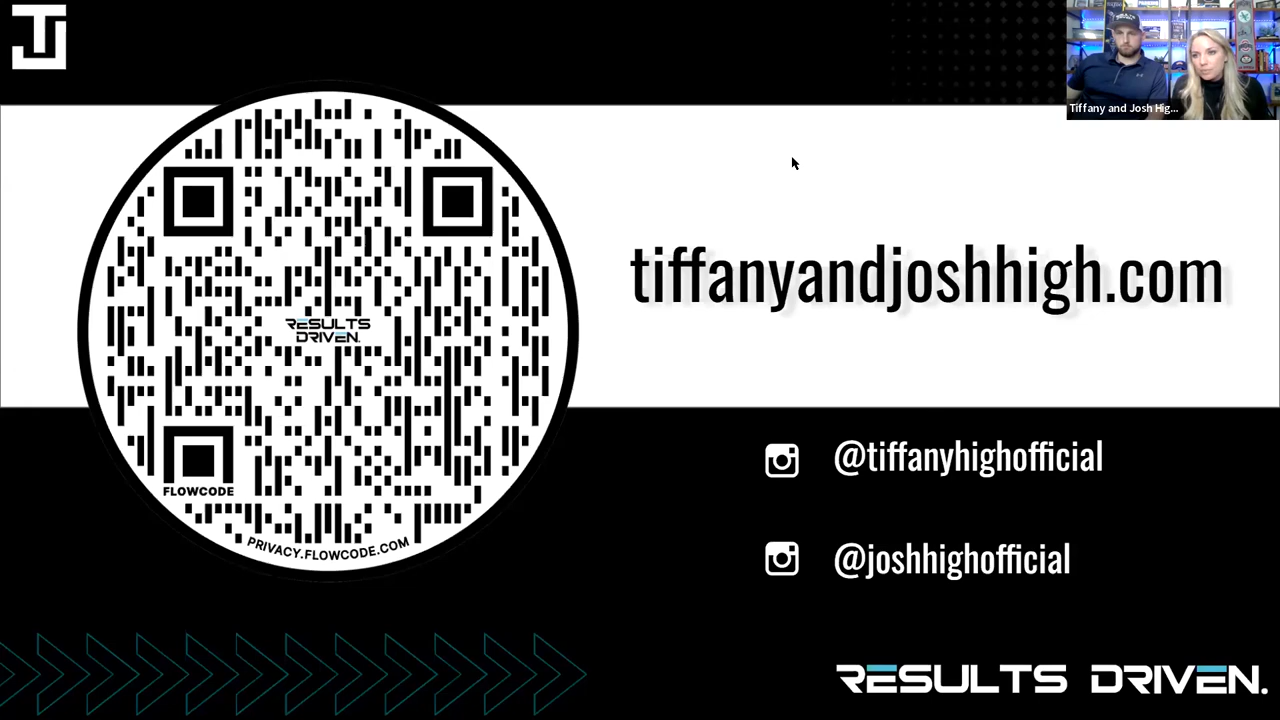 TJ
Tiffany and Josh Hig...
tiffanyandjoshhigh.com
RESULTS
DRIVEN.
FLOWCODE
PRIVACY.FLOWCODE.COM
@tiffanyhighofficial
@joshhighofficial
RESULTS DRIVEN.